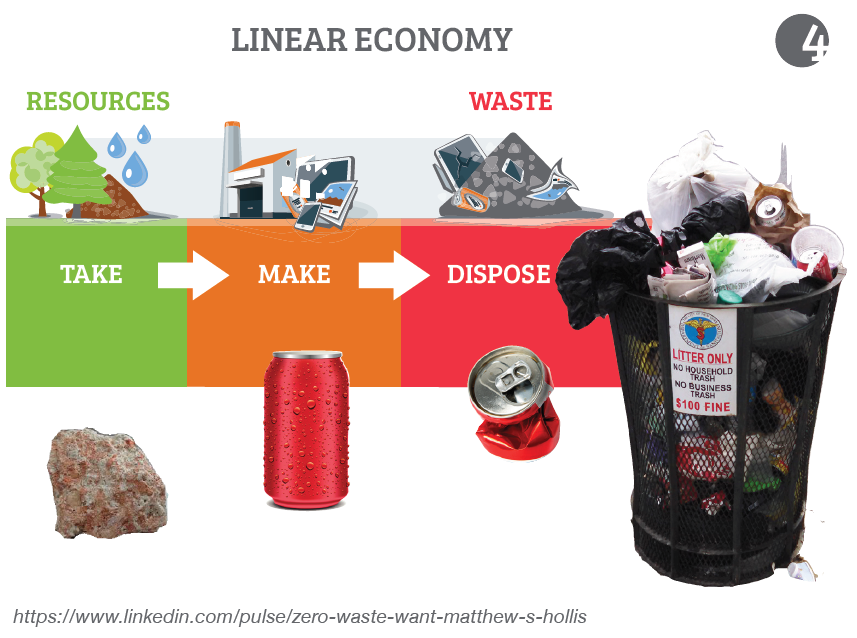 LINEAR ECONOMY
4
RESOURCES
WASTE
TAKE
MAKE
DISPOSE
LITTER ONLY
NO HOUSEHOLD
TRASH
NO BUSINESS
TRASH
$100 FINE
https://www.linkedin.com/pulse/zero-waste-want-matthew-s-hollis